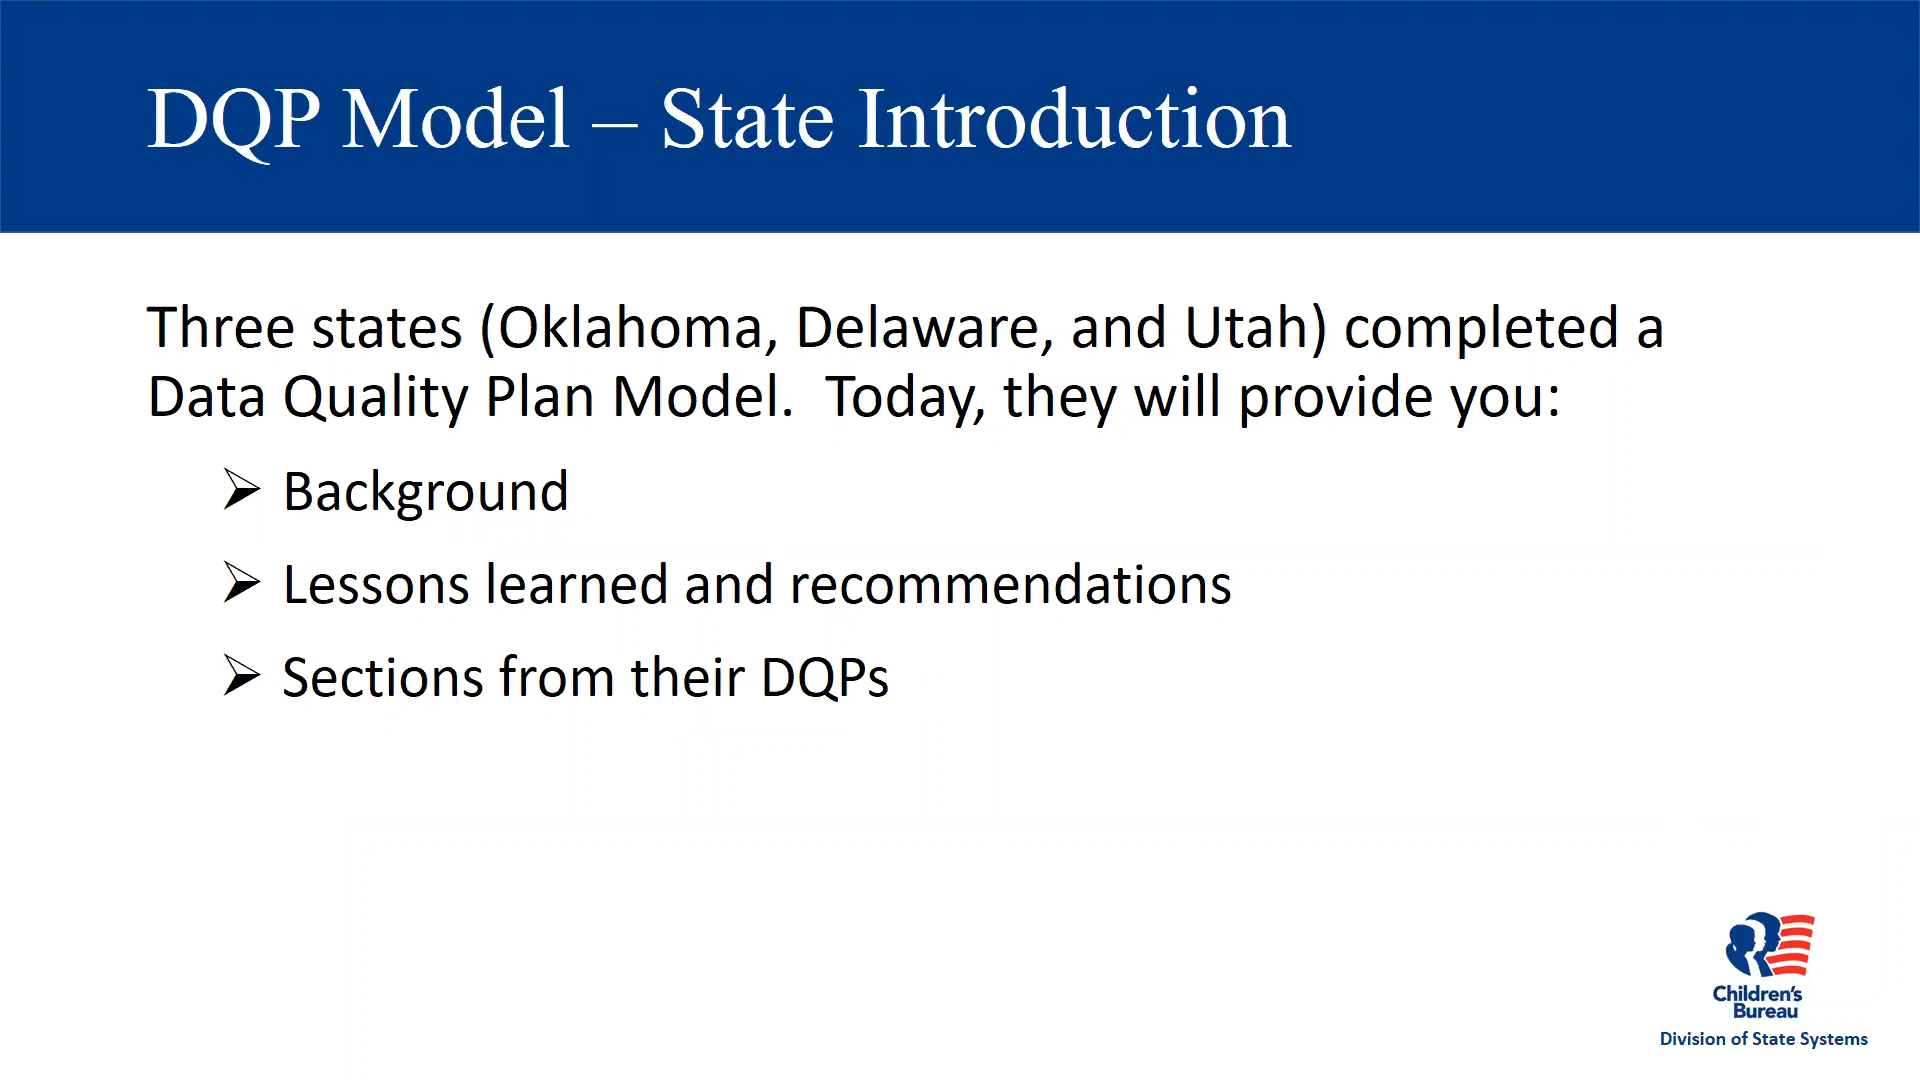 DQP Model – State Introduction
Three states (Oklahoma, Delaware, and Utah) completed a
Data Quality Plan Model.  Today, they will provide you:
➢ Background
➢ Lessons learned and recommendations
➢ Sections from their DQPs
Children's
Bureau
Division of State Systems